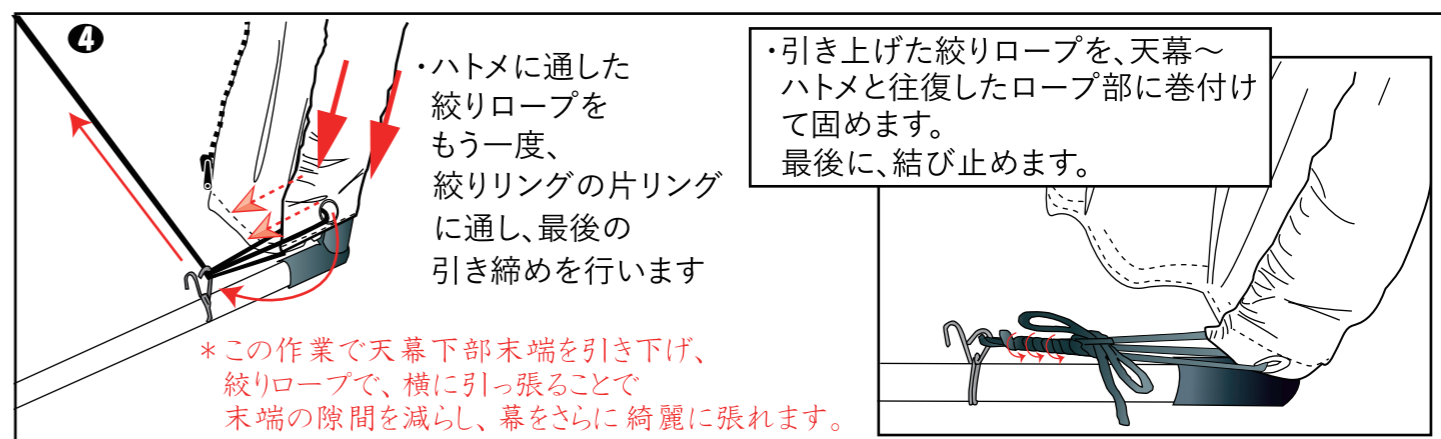 ❹
・ハトメに通した
絞りロープを
もう一度、
絞りリングの片リング
に通し、最後の
引き締めを行います
＊この作業で天幕下部末端を引き下げ、
絞りロープで、横に引っ張ることで
末端の隙間を減らし、幕をさらに綺麗に張れます。
・引き上げた絞りロープを、天幕～
ハトメと往復したロープ部に巻付け
て固めます。
最後に、結び止めます。